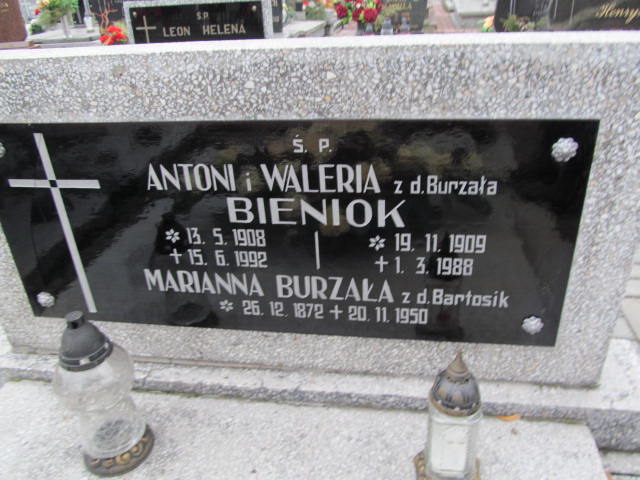 Ś.P.
LEON HELENA
Henry
Ś. P.
ANTONI i WALERIA z d.Burzała
BIENIOK
* 13. 5. 1908 | * 19. 11. 1909
+ 15. 6. 1992 + 1. 3. 1988
MARIANNA BURZAŁA z d.Bartosik
* 26. 12. 1872 + 20. 11. 1950